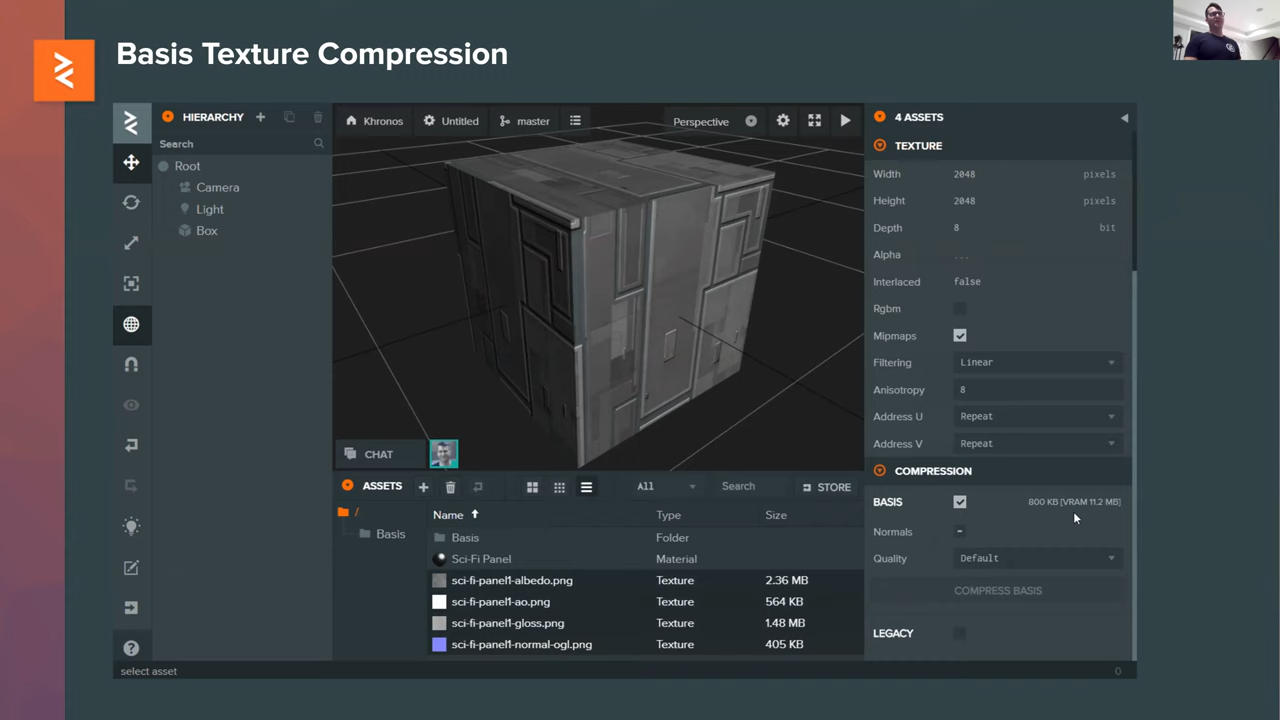 Basis Texture Compression
HIERARCHY
Search
Root
Camera
Light
Box
Khronos
Untitled
master
Perspective
CHAT
ASSETS
All
Search
STORE
/
Basis
Name
Type
Size
Basis
Folder
Sci-Fi Panel
Material
sci-fi-panel1-albedo.png
Texture
2.36 MB
sci-fi-panel1-ao.png
Texture
564 KB
sci-fi-panel1-gloss.png
Texture
1.48 MB
sci-fi-panel1-normal-ogl.png
Texture
405 KB
4 ASSETS
TEXTURE
Width 2048 pixels
Height 2048 pixels
Depth 8 bit
Alpha ...
Interlaced false
Rgbm
Mipmaps
Filtering Linear
Anisotropy 8
Address U Repeat
Address V Repeat
COMPRESSION
BASIS 800 KB [VRAM 11.2 MB]
Normals -
Quality Default
COMPRESS BASIS
LEGACY
select asset
0